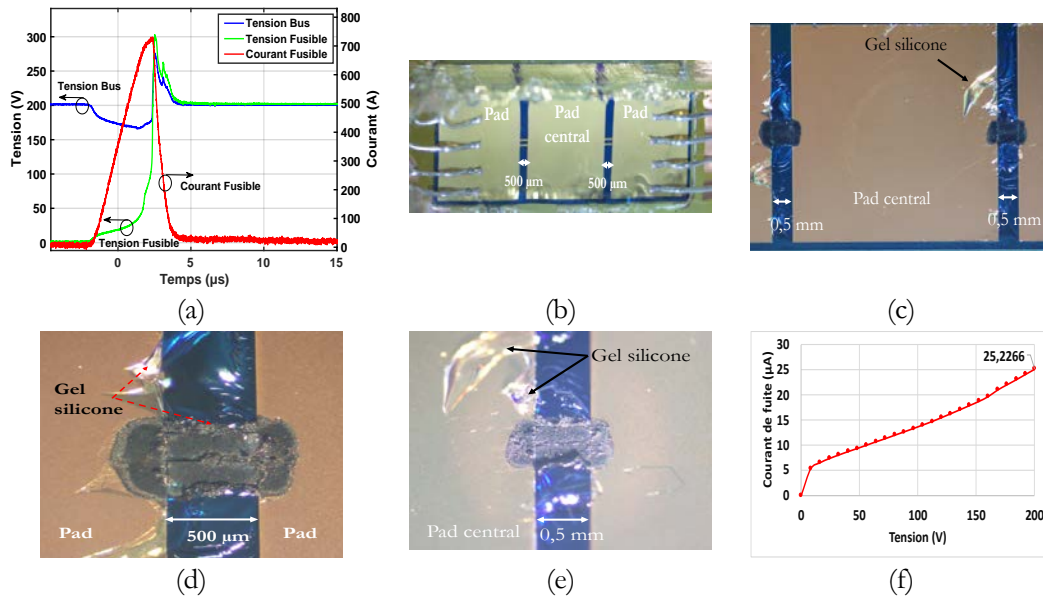 Tension Bus
Tension Fusible
Courant Fusible
Tension (V)
300
250
200
150
100
50
0
Tension Bus
Courant Fusible
Tension Fusible
Courant (A)
800
700
600
500
400
300
200
100
0
0
5
10
15
Temps (µs)
(a)
Pad
Pad
central
Pad
500 µm
500 µm
(b)
Gel silicone
Pad central
0,5 mm
0,5 mm
(c)
Gel
silicone
Pad
500 µm
Pad
(d)
Gel silicone
Pad central
0,5 mm
(e)
Courant de fuite (µA)
30
25
20
15
10
5
0
25,2266
0
50
100
150
200
Tension (V)
(f)